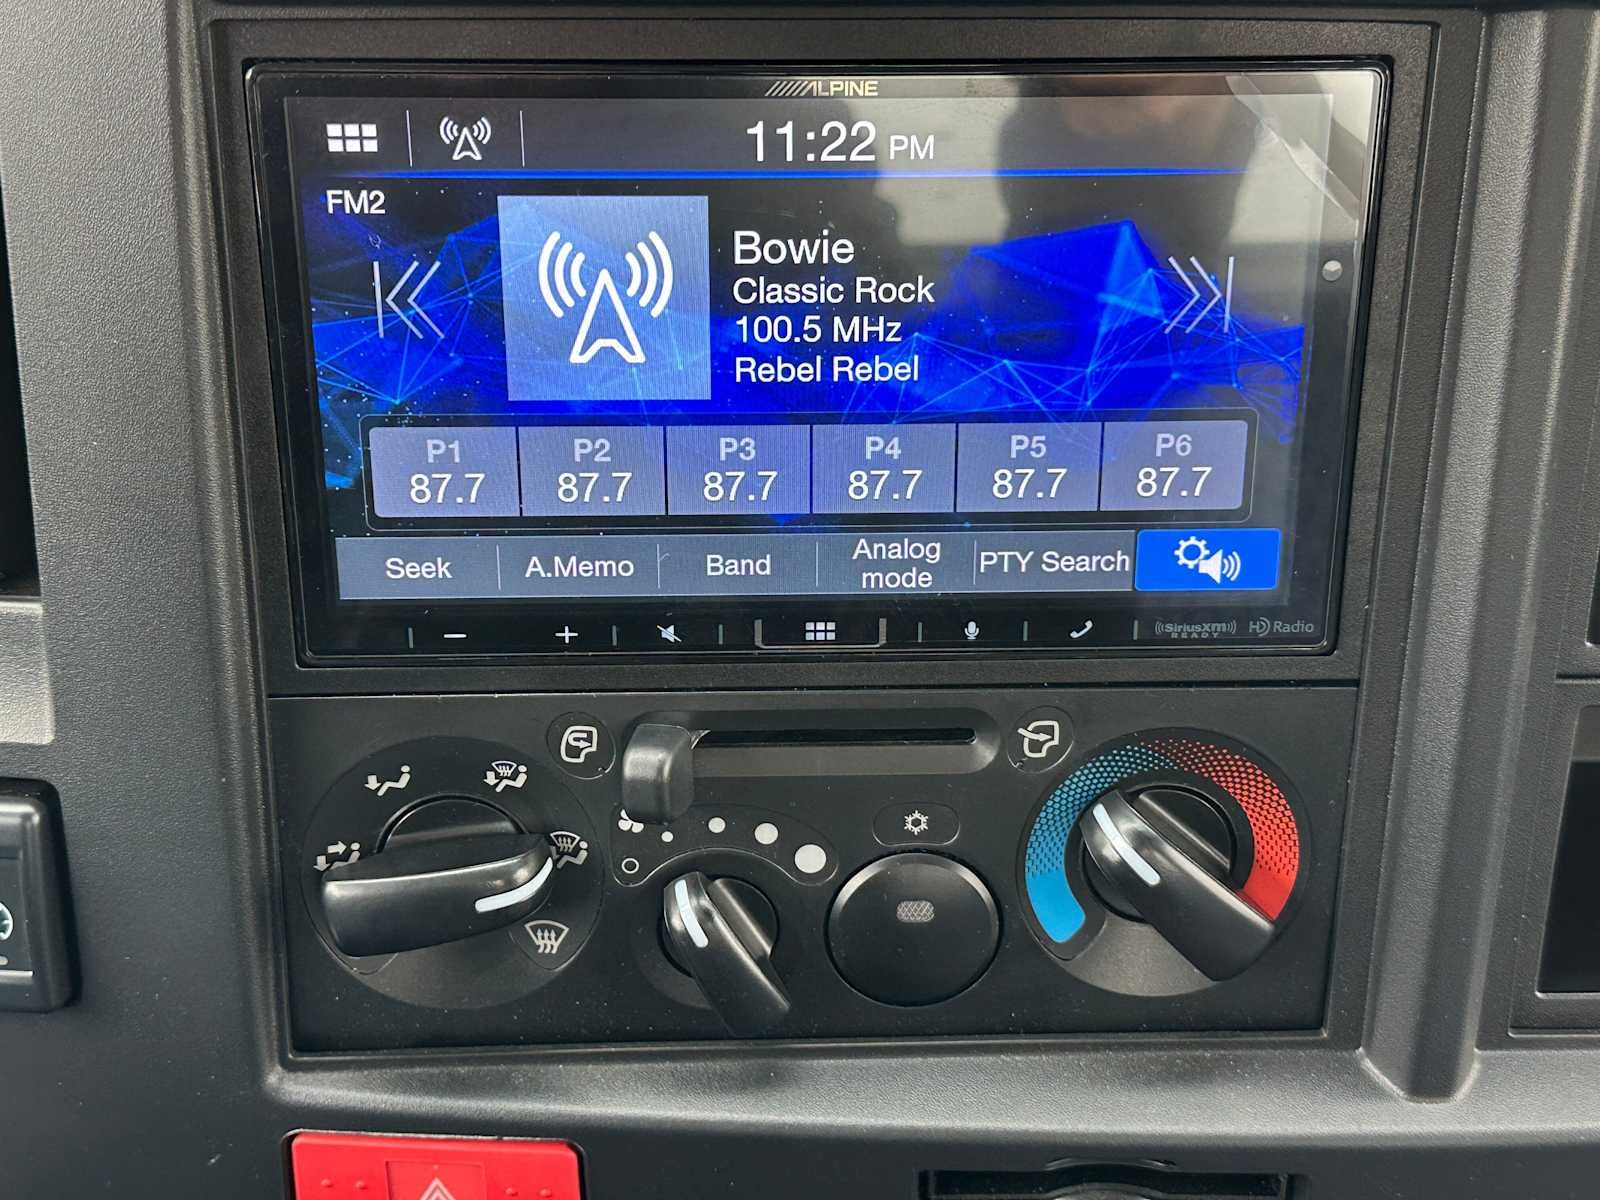 ALPINE
11:22 PM
FM2
Bowie
Classic Rock
100.5 MHz
Rebel Rebel
P1 P2 P3 P4 P5 P6
87.7 87.7 87.7 87.7 87.7 87.7
Seek A.Memo Band Analog mode PTY Search
((SiriusXM)) HD Radio
READY